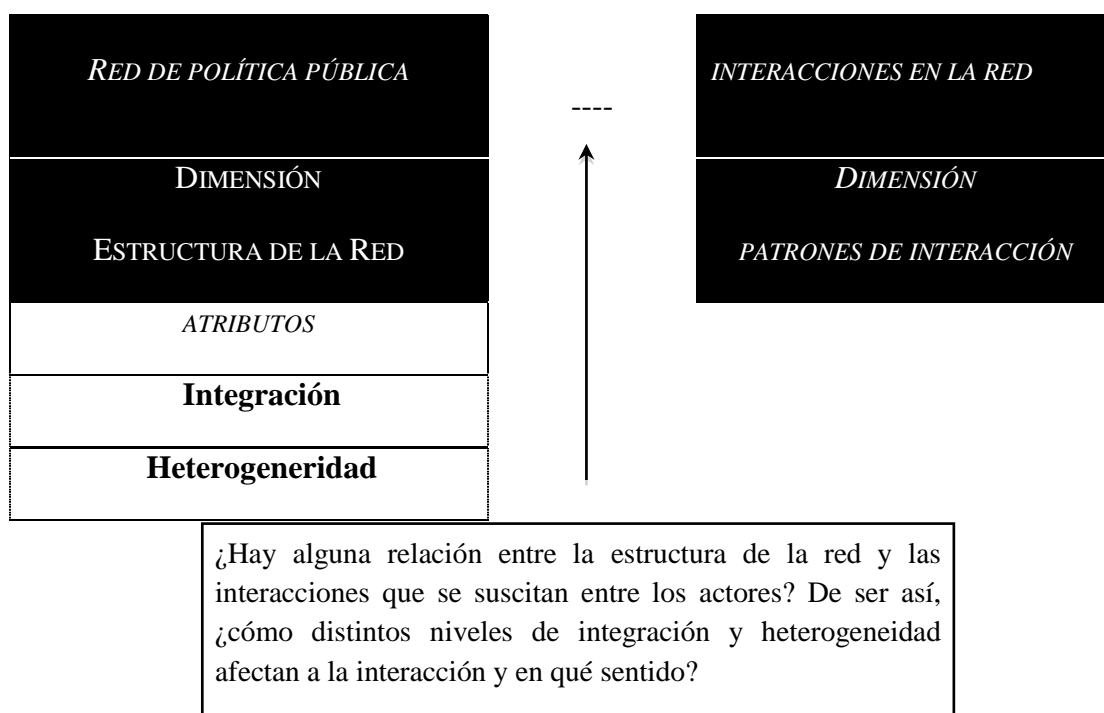 RED DE POLÍTICA PÚBLICA
----
INTERACCIONES EN LA RED
DIMENSIÓN
ESTRUCTURA DE LA RED
DIMENSIÓN
PATRONES DE INTERACCIÓN
ATRIBUTOS
Integración
Heterogeneridad
¿Hay alguna relación entre la estructura de la red y las
interacciones que se suscitan entre los actores? De ser así,
¿cómo distintos niveles de integración y heterogeneidad
afectan a la interacción y en qué sentido?